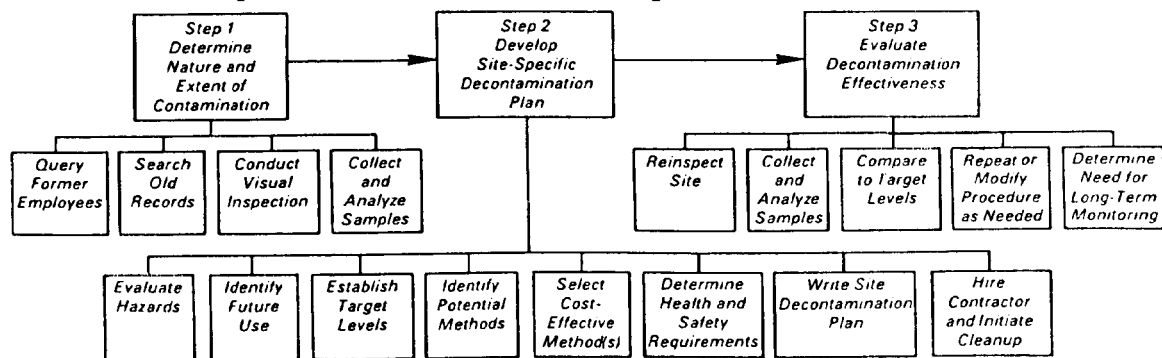 Step 1
Determine
Nature and
Extent of
Contamination
Step 2
Develop
Site-Specific
Decontamination
Plan
Step 3
Evaluate
Decontamination
Effectiveness
Query
Former
Employees
Search
Old
Records
Conduct
Visual
Inspection
Collect
and
Analyze
Samples
Reinspect
Site
Collect
and
Analyze
Samples
Compare
to Target
Levels
Repeat or
Modify
Procedure
as Needed
Determine
Need for
Long-Term
Monitoring
Evaluate
Hazards
Identify
Future
Use
Establish
Target
Levels
Identify
Potential
Methods
Select
Cost-
Effective
Method(s)
Determine
Health and
Safety
Requirements
Write Site
Decontamination
Plan
Hire
Contractor
and Initiate
Cleanup